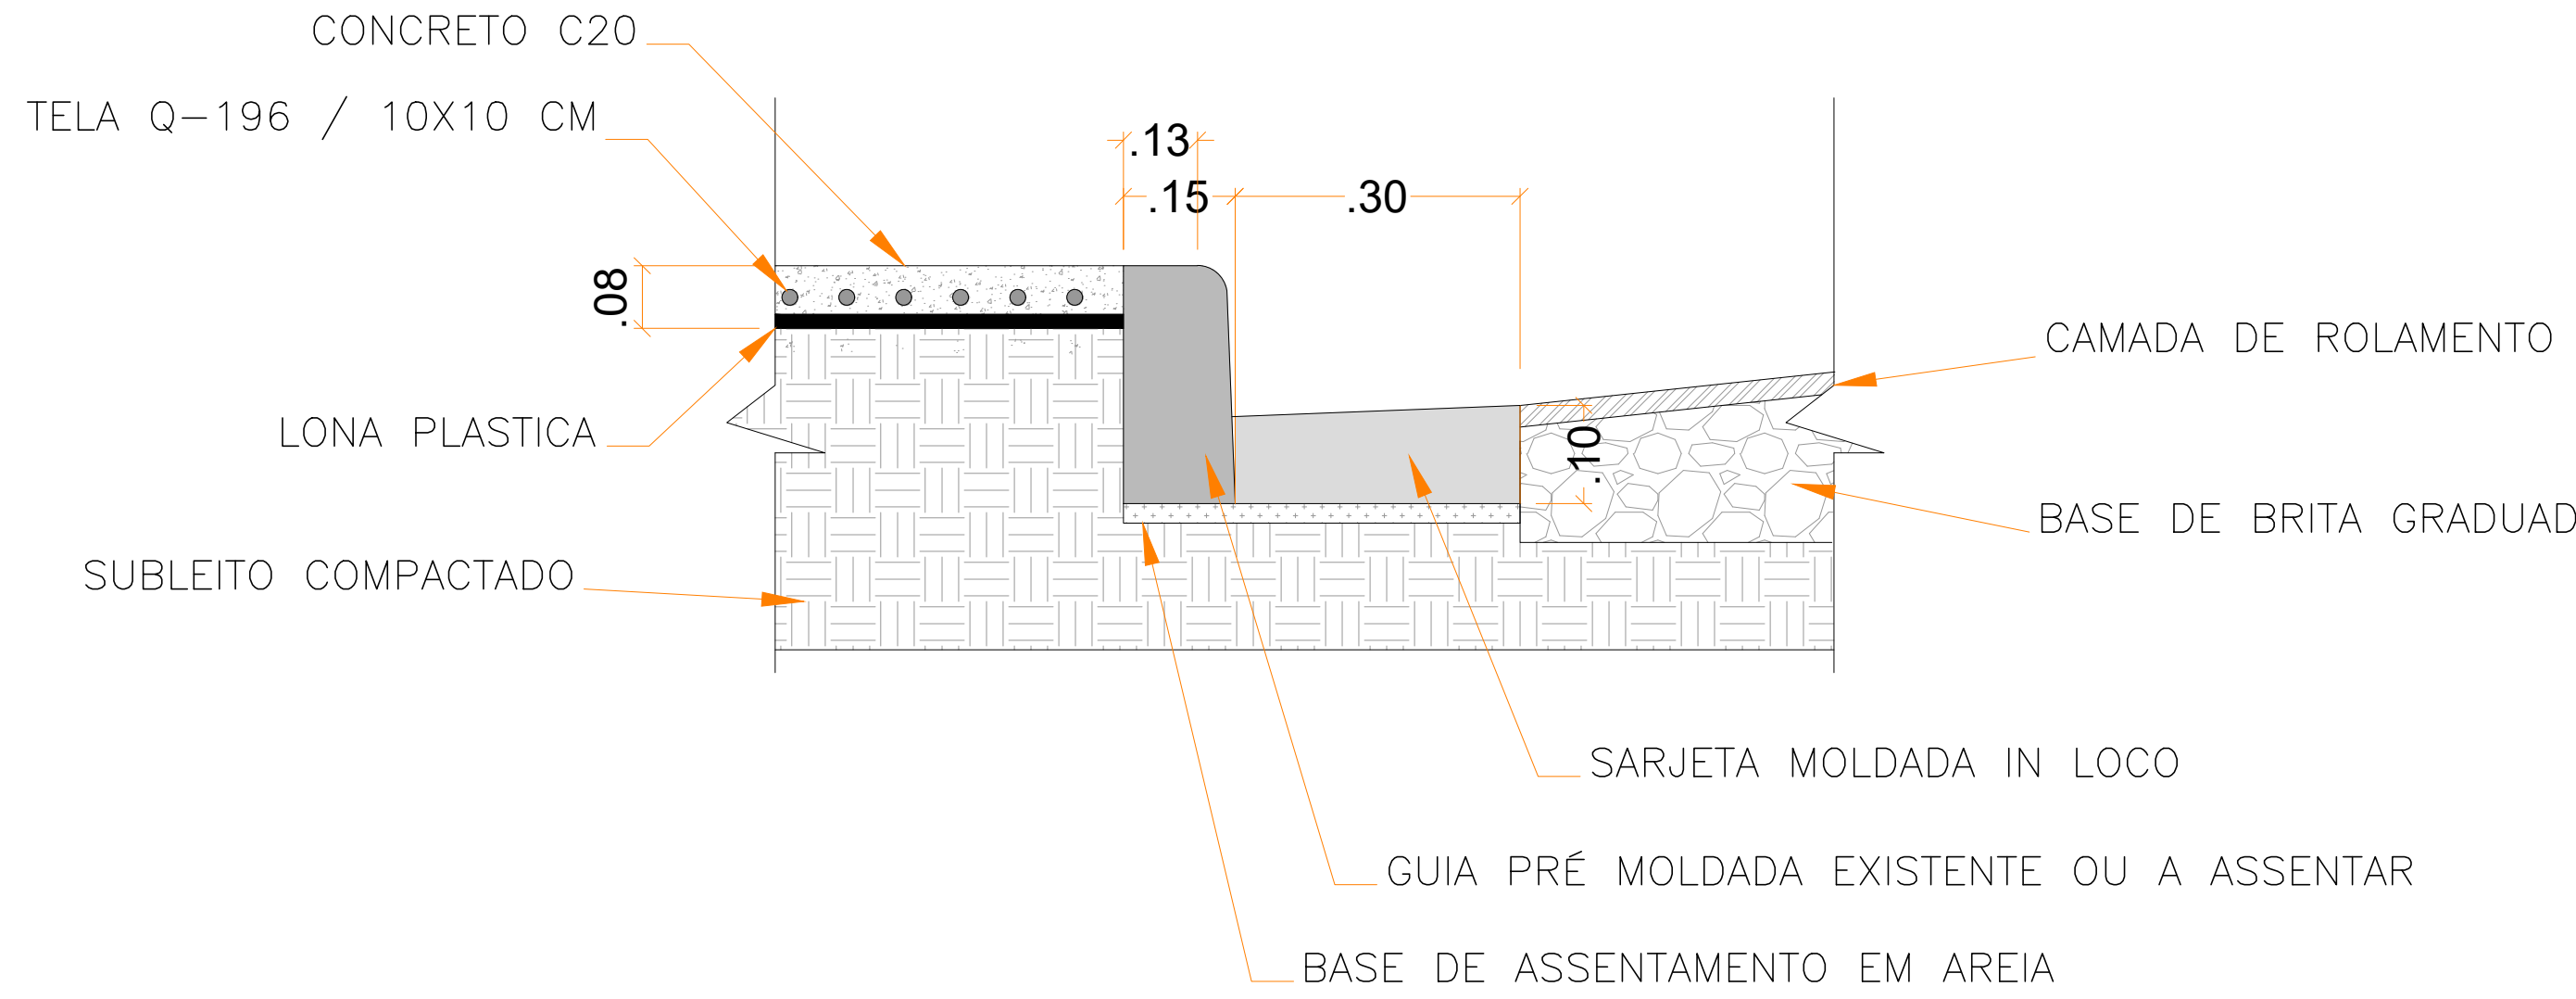 CONCRETO C20
TELA Q-196 / 10X10 CM
.13
.15
.30
.08
CAMADA DE ROLAMENTO
.10
LONA PLASTICA
BASE DE BRITA GRADUAD
SUBLEITO COMPACTADO
SARJETA MOLDADA IN LOCO
GUIA PRÉ MOLDADA EXISTENTE OU A ASSENTAR
BASE DE ASSENTAMENTO EM AREIA